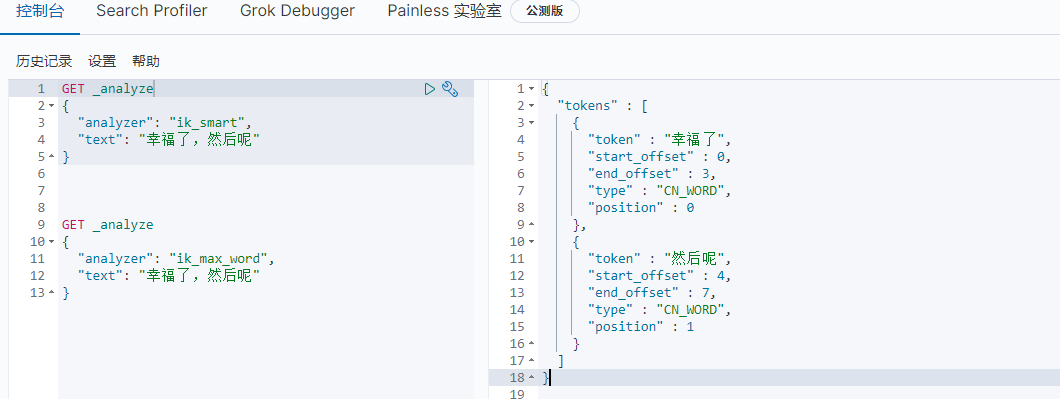 控制台 Search Profiler Grok Debugger Painless 实验室 公测版
历史记录 设置 帮助
1 GET _analyze
2 {
3 "analyzer": "ik_smart",
4 "text": "幸福了，然后呢"
5 }
6
7
8
9 GET _analyze
10 {
11 "analyzer": "ik_max_word",
12 "text": "幸福了，然后呢"
13 }
1 {
2 "tokens" : [
3 {
4 "token" : "幸福了",
5 "start_offset" : 0,
6 "end_offset" : 3,
7 "type" : "CN_WORD",
8 "position" : 0
9 },
10 {
11 "token" : "然后呢",
12 "start_offset" : 4,
13 "end_offset" : 7,
14 "type" : "CN_WORD",
15 "position" : 1
16 }
17 ]
18 }
19